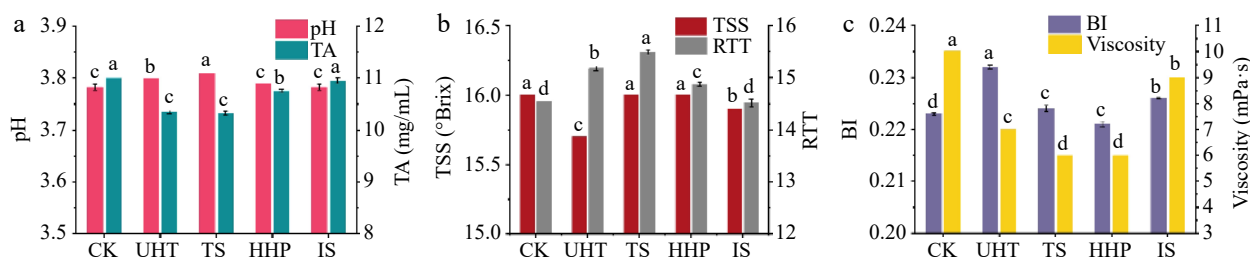 a
pH
TA
3.9
3.8
3.7
3.6
3.5
pH
12
11
10
9
8
TA (mg/mL)
c a b c a c c b c a
CK UHT TS HHP IS
b
TSS
RTT
16.5
16.0
15.5
15.0
TSS (°Brix)
16
15
14
13
12
RTT
a d c b a a a c b d
CK UHT TS HHP IS
c
BI
Viscosity
0.24
0.23
0.22
0.21
0.20
BI
11
10
9
8
7
6
5
4
3
Viscosity (mPa·s)
d a a c c d c d b b
CK UHT TS HHP IS